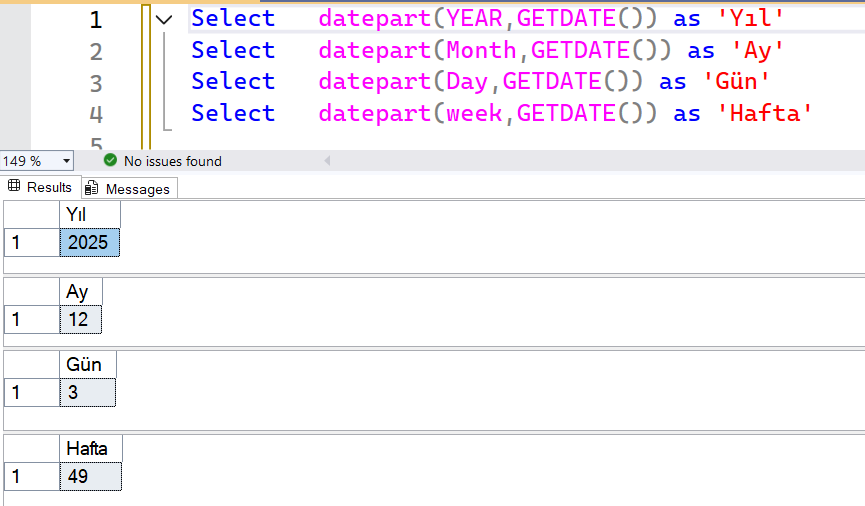 1 Select datepart(YEAR,GETDATE()) as 'Yıl'
2 Select datepart(Month,GETDATE()) as 'Ay'
3 Select datepart(Day,GETDATE()) as 'Gün'
4 Select datepart(week,GETDATE()) as 'Hafta'
5
149 % No issues found
Results Messages
Yıl
1 2025
Ay
1 12
Gün
1 3
Hafta
1 49